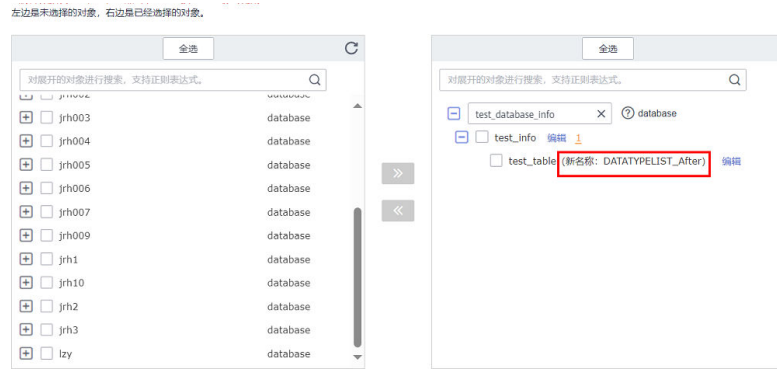 左边是未选择的对象，右边是已经选择的对象。
全选
对展开的对象进行搜索，支持正则表达式。
jrh002 database
jrh003 database
jrh004 database
jrh005 database
jrh006 database
jrh007 database
jrh009 database
jrh1 database
jrh10 database
jrh2 database
jrh3 database
lzy database
全选
对展开的对象进行搜索，支持正则表达式。
test_database_info database
test_info 编辑 1
test_table (新名称：DATATYPELIST_After) 编辑